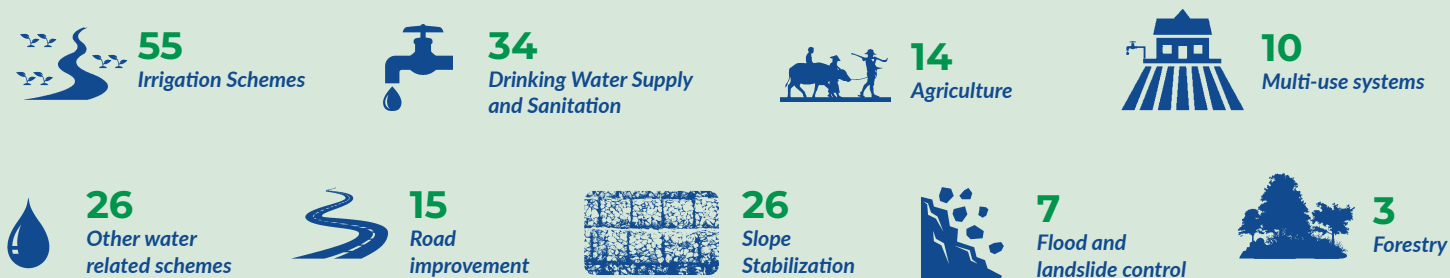 55
Irrigation Schemes
34
Drinking Water Supply
and Sanitation
14
Agriculture
10
Multi-use systems
26
Other water
related schemes
15
Road
improvement
26
Slope
Stabilization
7
Flood and
landslide control
3
Forestry